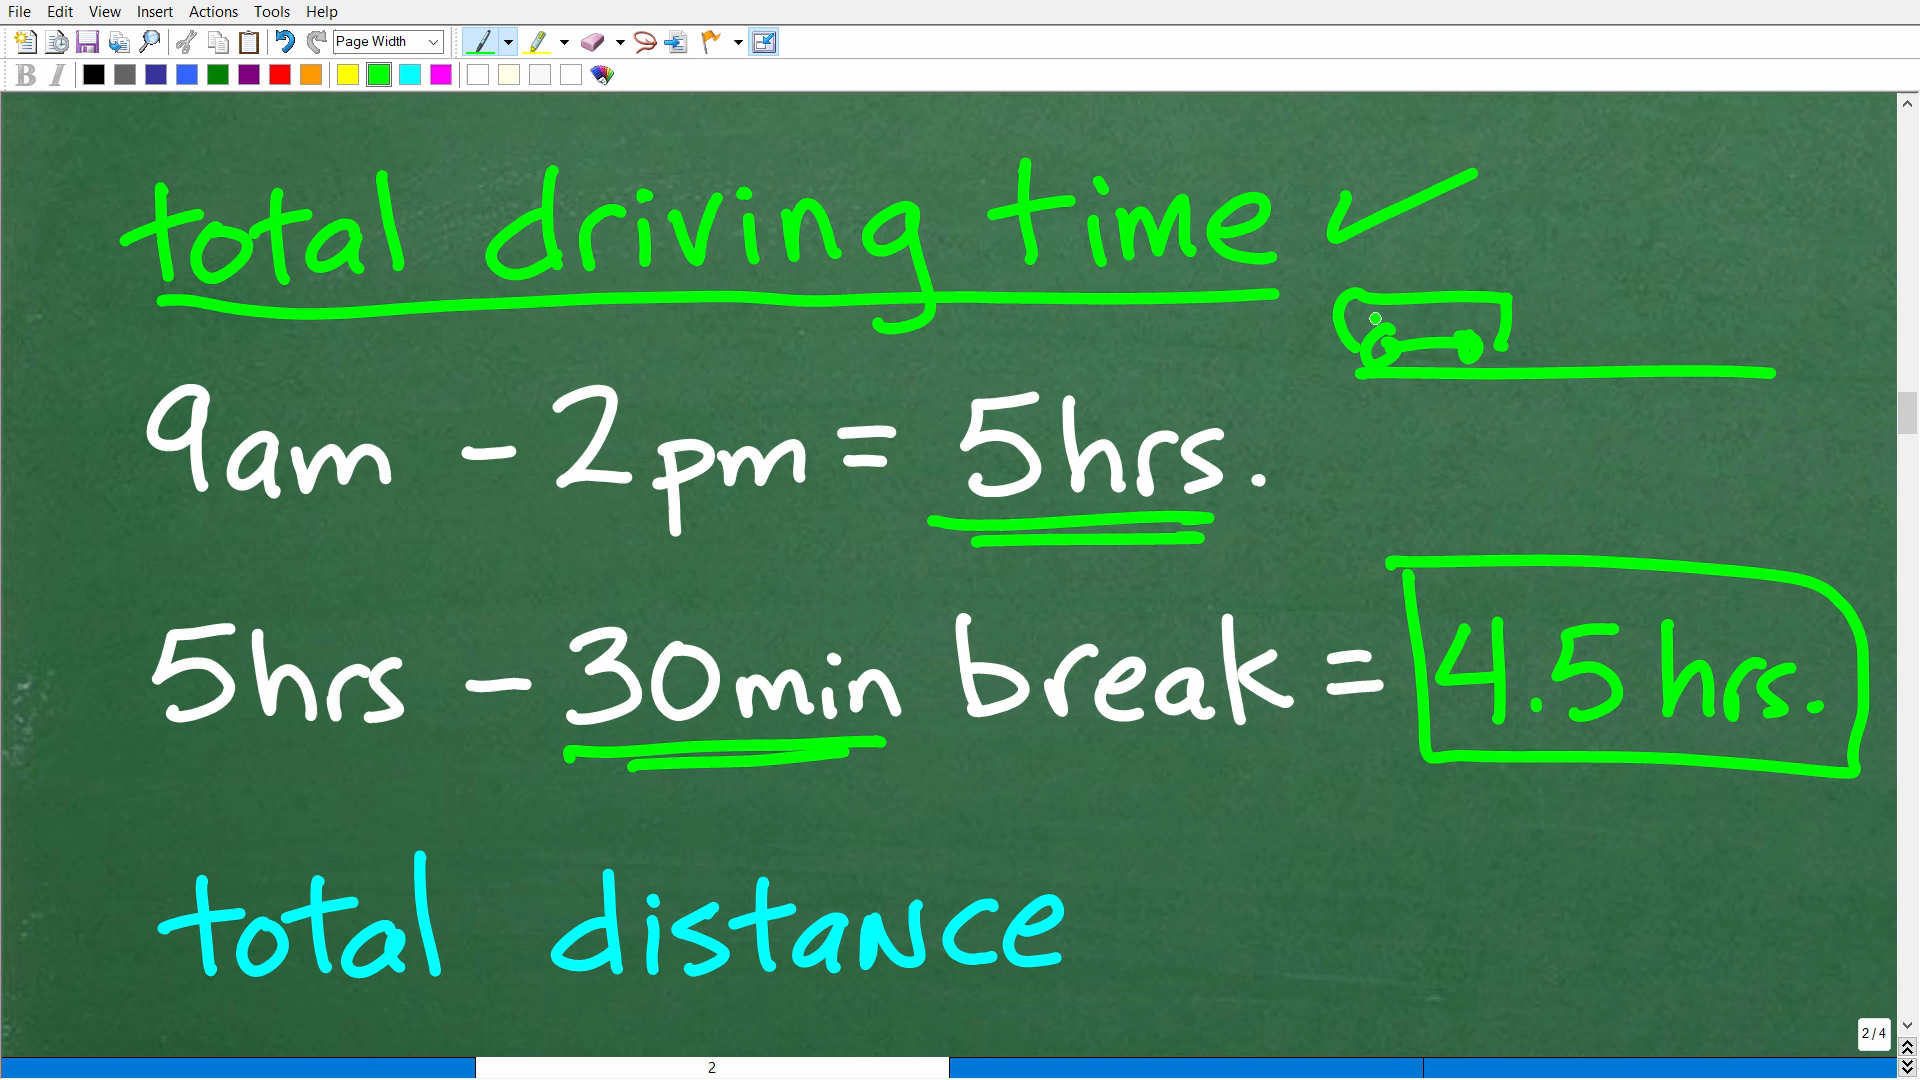 File Edit View Insert Actions Tools Help
Page Width
B I
total driving time
9am - 2pm = 5hrs.
5hrs - 30min break = 4.5 hrs.
total distance
2 / 4
2